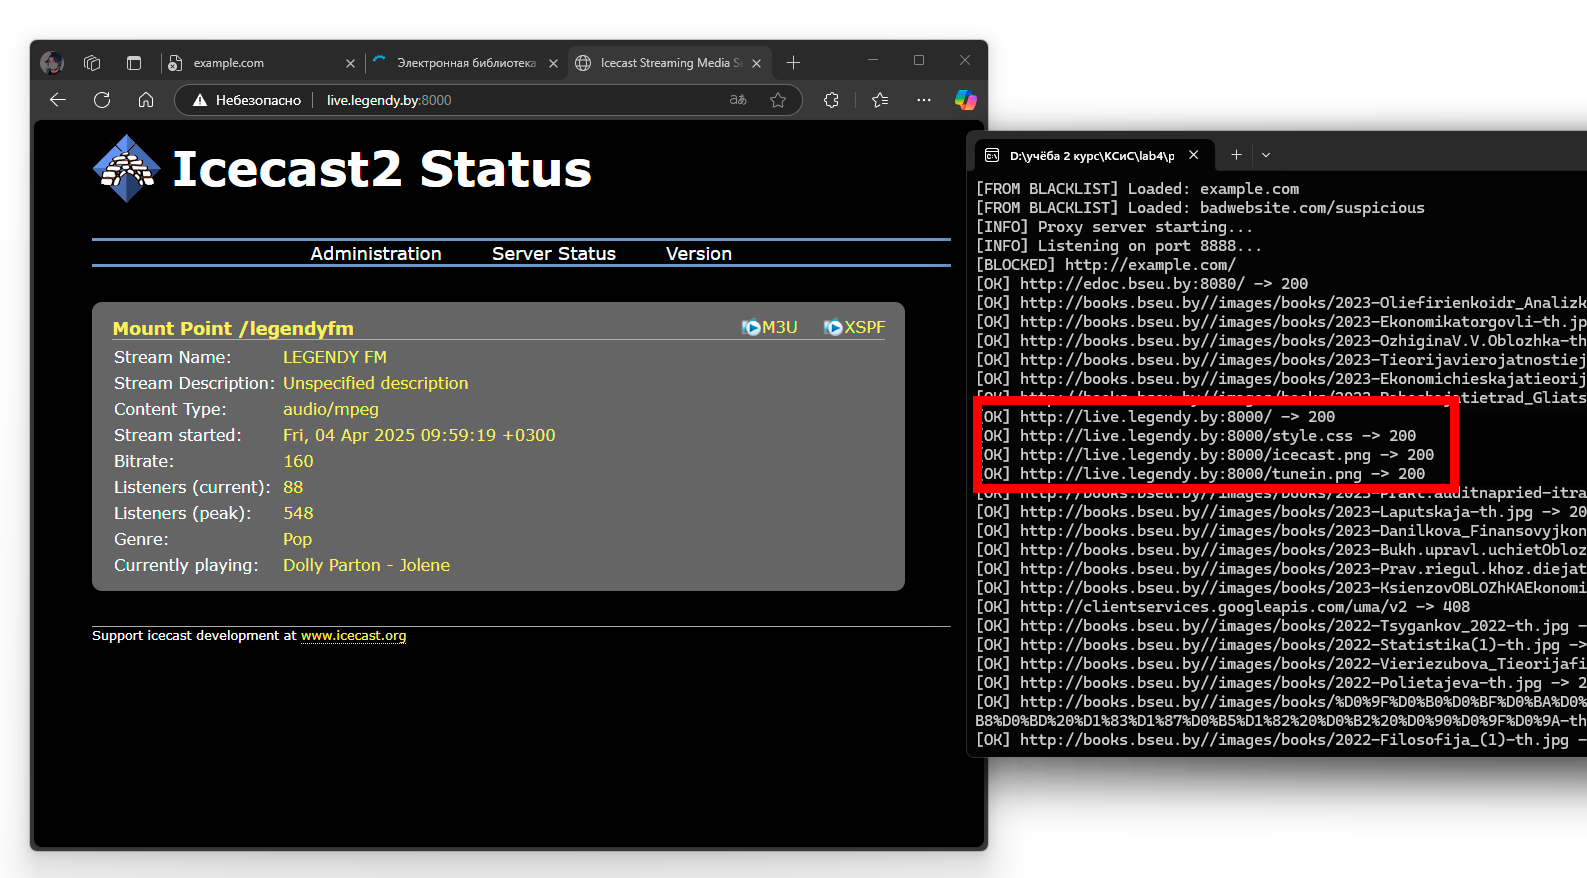 example.com
Электронная библиотека
Icecast Streaming Media S
Небезопасно
live.legendy.by:8000
Icecast2 Status
Administration Server Status Version
Mount Point /legendyfm M3U XSPF
Stream Name: LEGENDY FM
Stream Description: Unspecified description
Content Type: audio/mpeg
Stream started: Fri, 04 Apr 2025 09:59:19 +0300
Bitrate: 160
Listeners (current): 88
Listeners (peak): 548
Genre: Pop
Currently playing: Dolly Parton - Jolene
Support icecast development at www.icecast.org
D:\учёба 2 курс\КСиС\lab4\p
[FROM BLACKLIST] Loaded: example.com
[FROM BLACKLIST] Loaded: badwebsite.com/suspicious
[INFO] Proxy server starting...
[INFO] Listening on port 8888...
[BLOCKED] http://example.com/
[OK] http://edoc.bseu.by:8080/ -> 200
[OK] http://books.bseu.by//images/books/2023-Oliefirienkoidr_Analizk
[OK] http://books.bseu.by//images/books/2023-Ekonomikatorgovli-th.jp
[OK] http://books.bseu.by//images/books/2023-OzhiginaV.V.Oblozhka-th
[OK] http://books.bseu.by//images/books/2023-Tieorijavierojatnostiej
[OK] http://books.bseu.by//images/books/2023-Ekonomichieskajatieorij
[OK] http://live.legendy.by:8000/ -> 200
[OK] http://live.legendy.by:8000/style.css -> 200
[OK] http://live.legendy.by:8000/icecast.png -> 200
[OK] http://live.legendy.by:8000/tunein.png -> 200
[OK] http://books.bseu.by//images/books/2023-Prakt.auditnapried-itra
[OK] http://books.bseu.by//images/books/2023-Laputskaja-th.jpg -> 20
[OK] http://books.bseu.by//images/books/2023-Danilkova_Finansovyjkon
[OK] http://books.bseu.by//images/books/2023-Bukh.upravl.uchietObloz
[OK] http://books.bseu.by//images/books/2023-Prav.riegul.khoz.diejat
[OK] http://books.bseu.by//images/books/2023-KsienzovOBLOZhKAEkonomi
[OK] http://clientservices.googleapis.com/uma/v2 -> 408
[OK] http://books.bseu.by//images/books/2022-Tsygankov_2022-th.jpg -
[OK] http://books.bseu.by//images/books/2022-Statistika(1)-th.jpg ->
[OK] http://books.bseu.by//images/books/2022-Vieriezubova_Tieorijafi
[OK] http://books.bseu.by//images/books/2022-Polietajeva-th.jpg -> 2
[OK] http://books.bseu.by//images/books/%D0%9F%D0%B0%D0%BF%D0%BA%D0%
B8%D0%BD%20%D1%83%D1%87%D0%B5%D1%82%20%D0%B2%20%D0%90%D0%9F%D0%9A-th
[OK] http://books.bseu.by//images/books/2022-Filosofija_(1)-th.jpg -